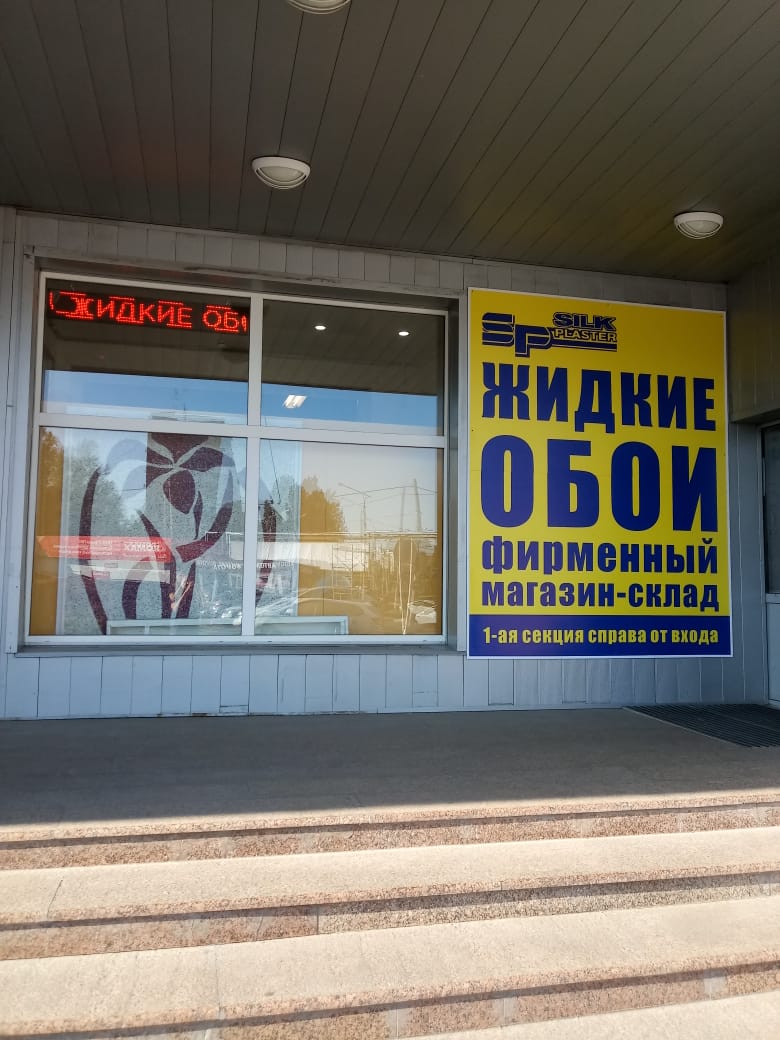 ЖИДКИЕ ОБО
SP SILK
PLASTER
ЖИДКИЕ
ОБОИ
фирменный
магазин-склад
1-ая секция справа от входа